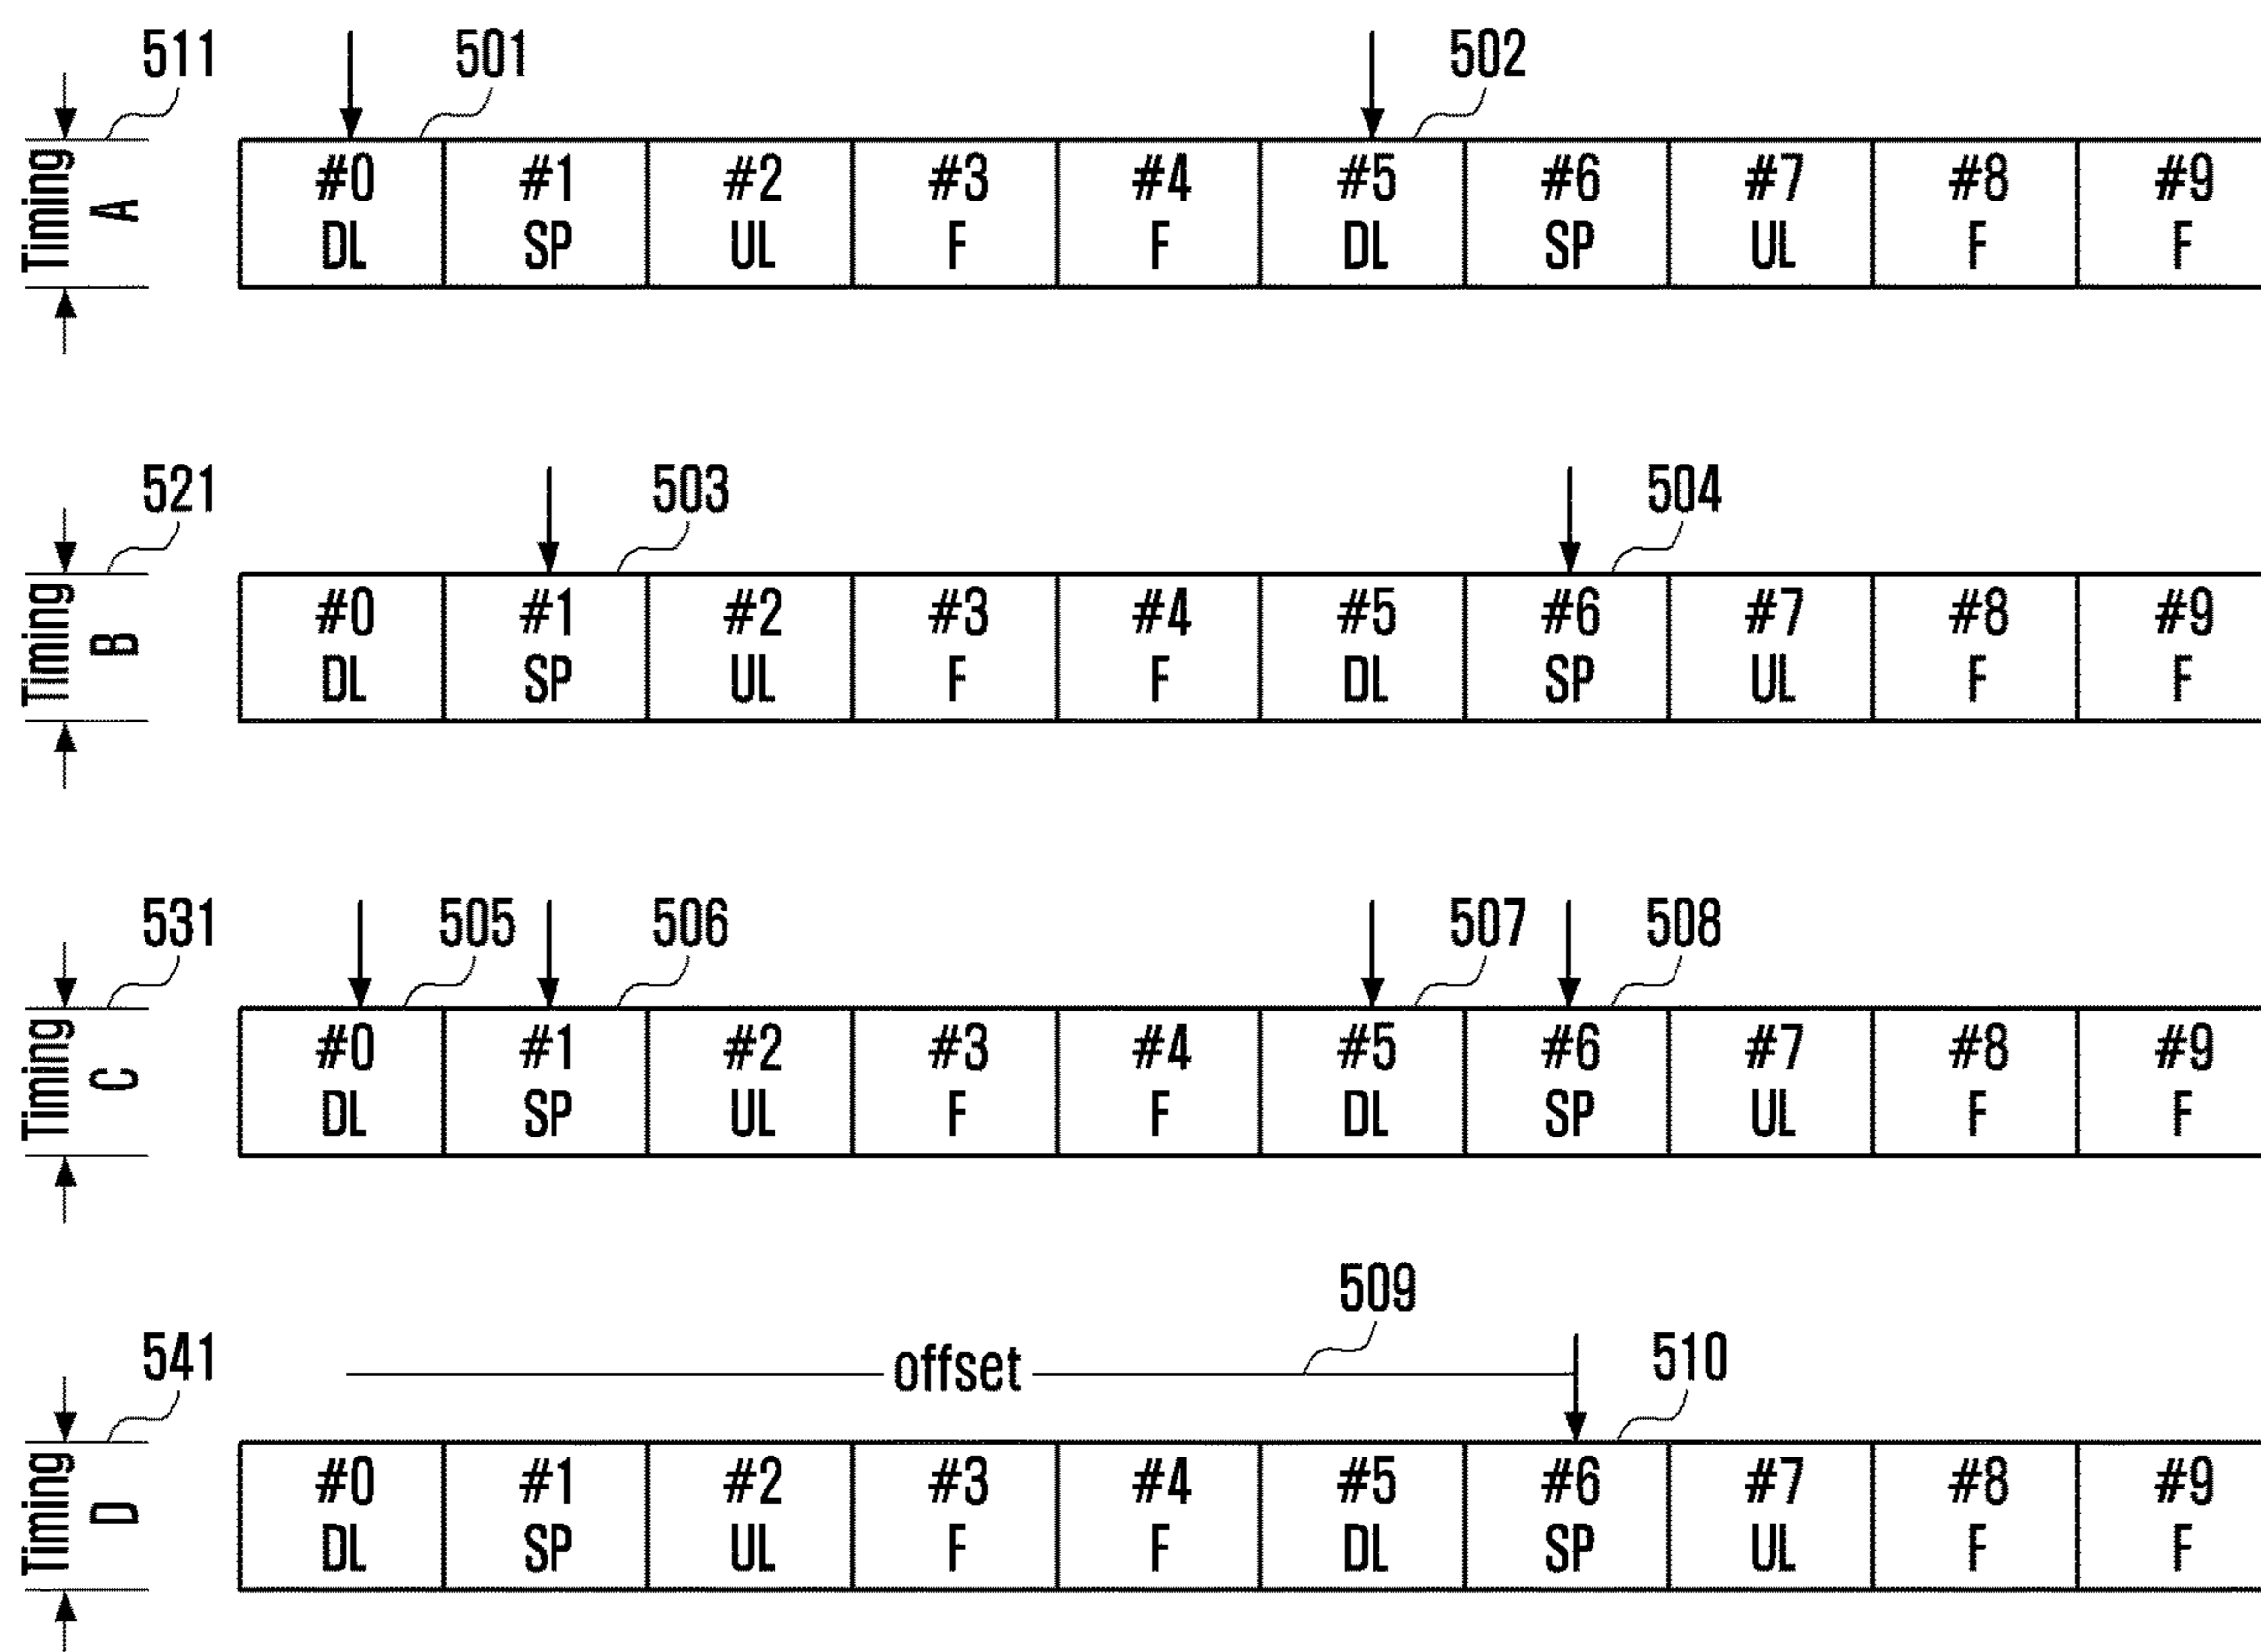 511 501 502
Timing A
#0 #1 #2 #3 #4 #5 #6 #7 #8 #9
DL SP UL F F DL SP UL F F
521 503 504
Timing B
#0 #1 #2 #3 #4 #5 #6 #7 #8 #9
DL SP UL F F DL SP UL F F
531 505 506 507 508
Timing C
#0 #1 #2 #3 #4 #5 #6 #7 #8 #9
DL SP UL F F DL SP UL F F
509
541 offset 510
Timing D
#0 #1 #2 #3 #4 #5 #6 #7 #8 #9
DL SP UL F F DL SP UL F F